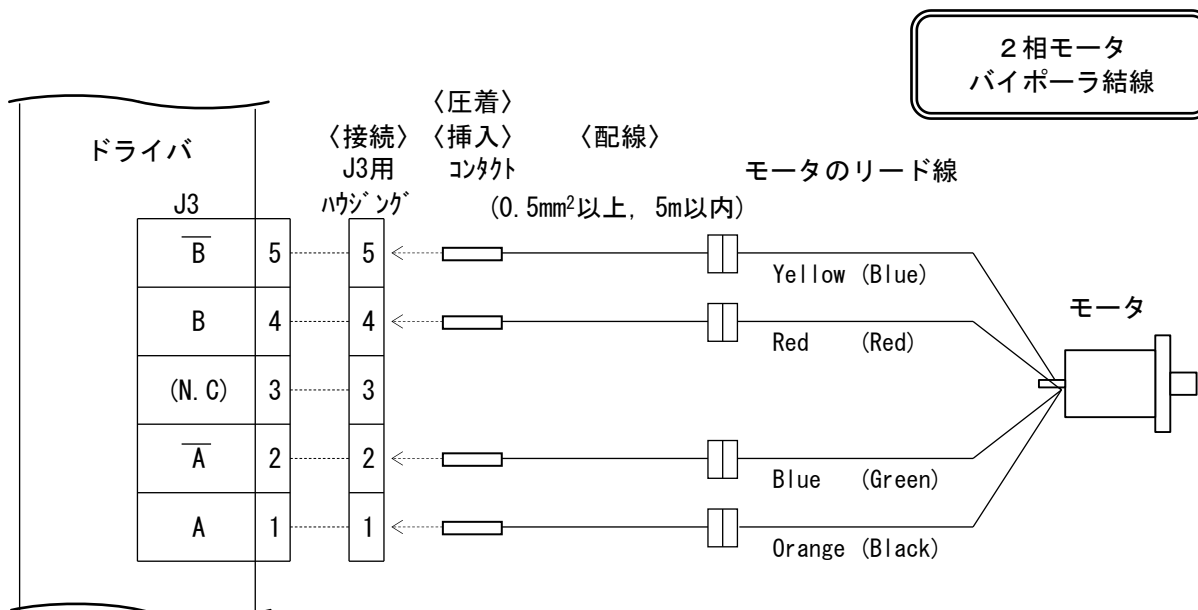 2相モータ
バイポーラ結線
ドライバ
〈接続〉
J3用
ハウジング
〈圧着〉
〈挿入〉
コンタクト
〈配線〉
(0.5mm²以上, 5m以内)
モータのリード線
J3
B̅ 5 5 Yellow (Blue)
B 4 4 Red (Red)
(N.C) 3 3
A̅ 2 2 Blue (Green)
A 1 1 Orange (Black)
モータ